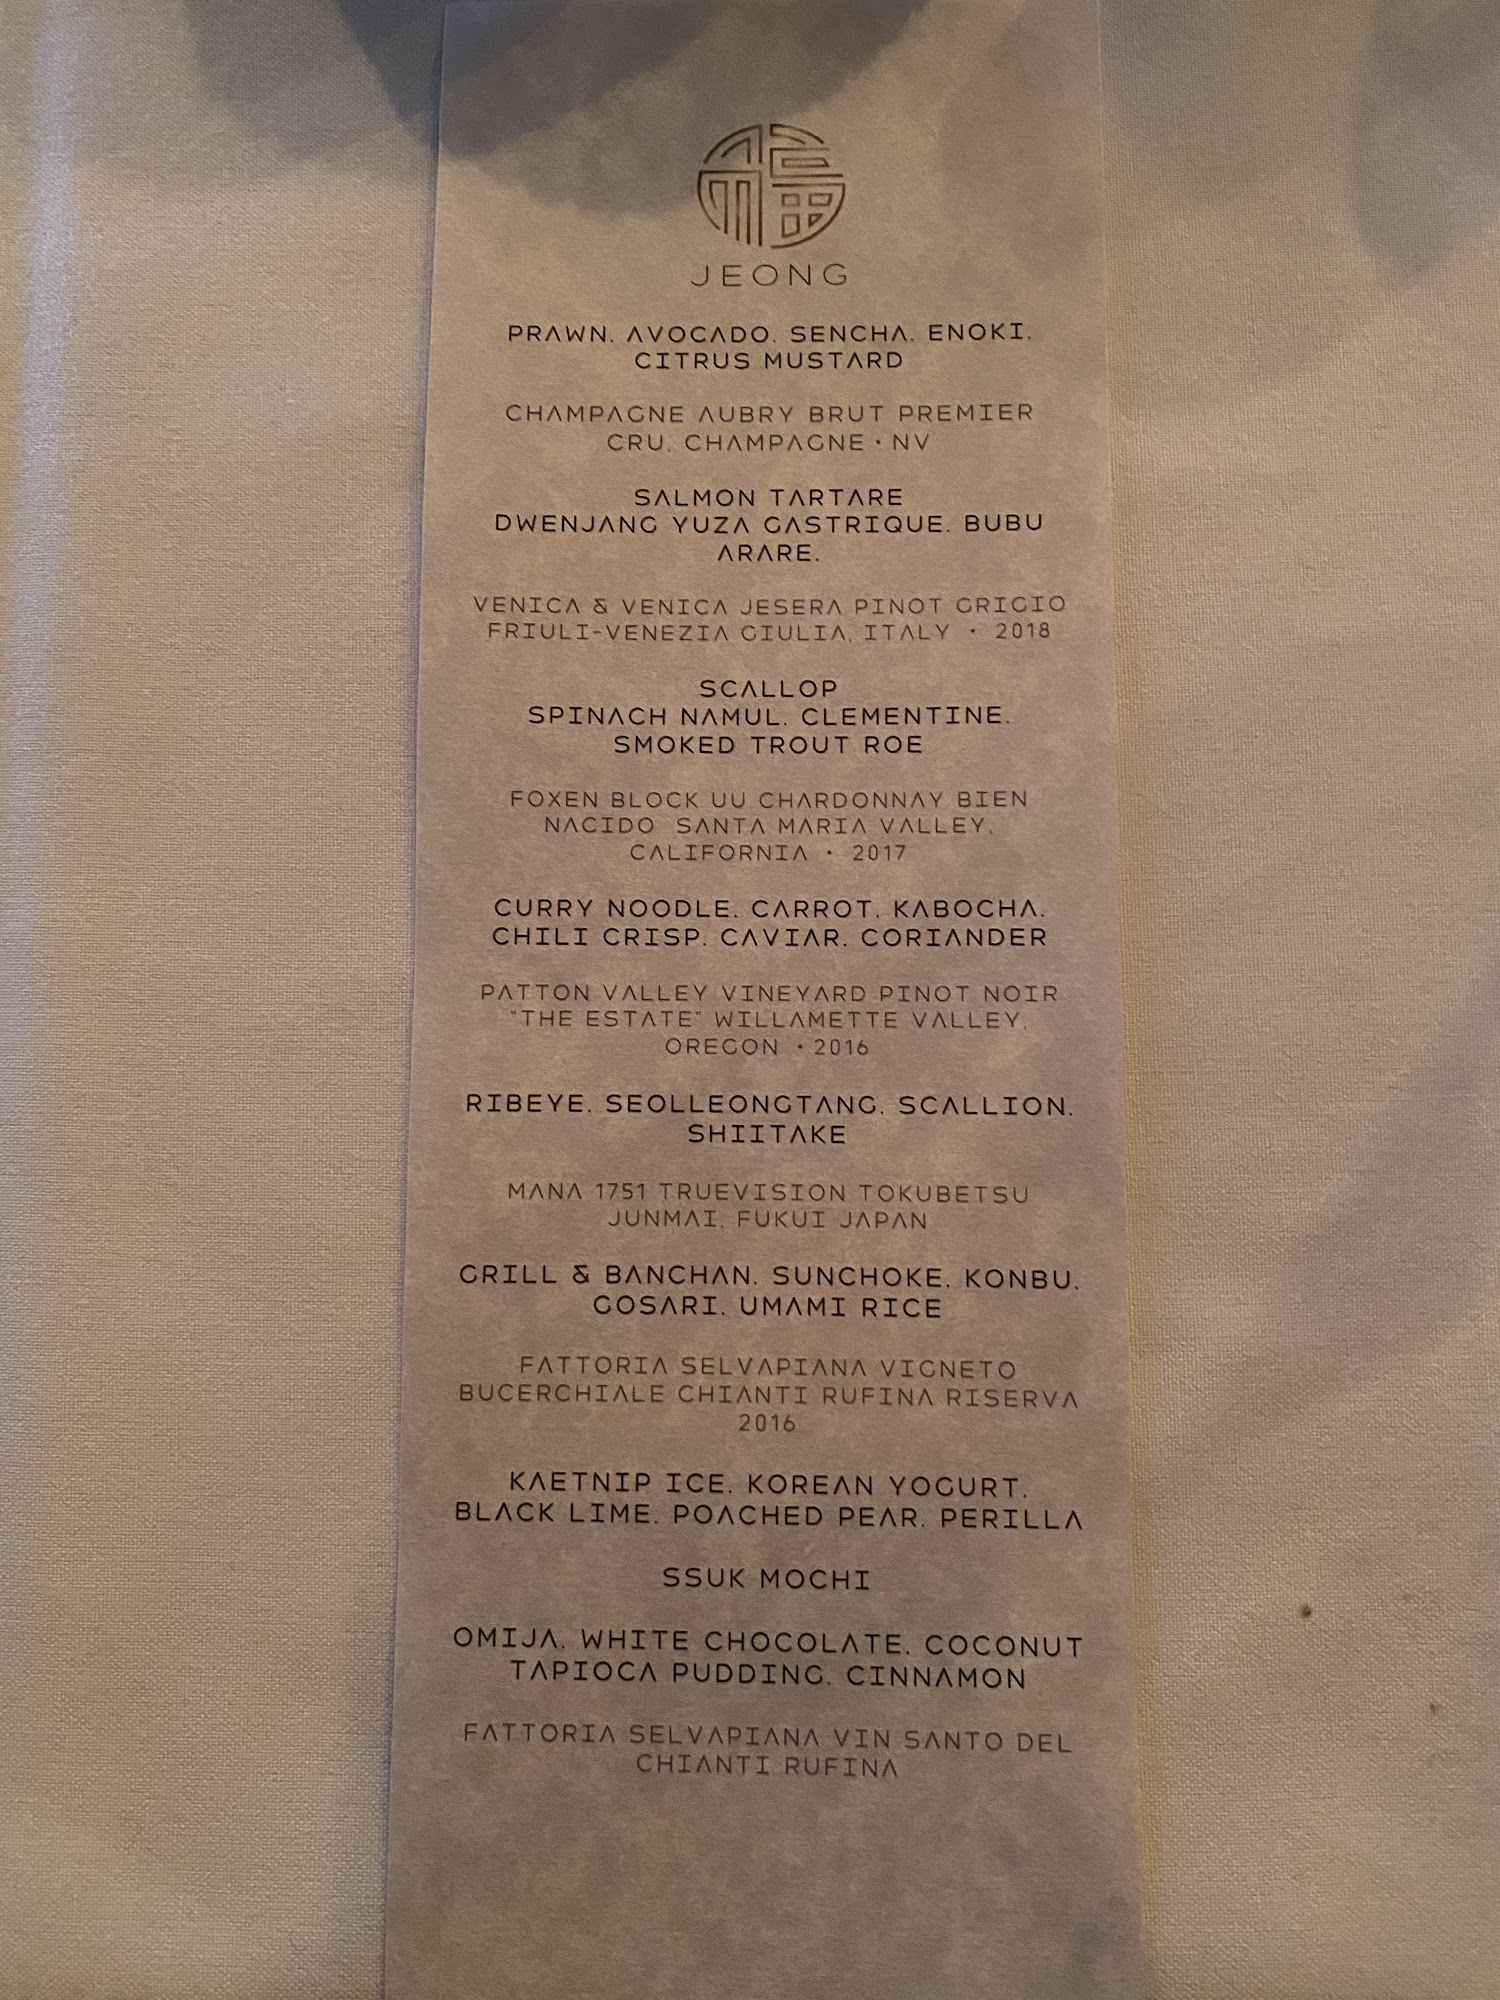 福
JEONG
PRAWN. AVOCADO. SENCHA. ENOKI.
CITRUS MUSTARD
CHAMPAGNE AUBRY BRUT PREMIER
CRU, CHAMPAGNE • NV
SALMON TARTARE
DWENJANG YUZA GASTRIQUE. BUBU
ARARE.
VENICA & VENICA JESERA PINOT GRIGIO
FRIULI-VENEZIA GIULIA, ITALY • 2018
SCALLOP
SPINACH NAMUL. CLEMENTINE.
SMOKED TROUT ROE
FOXEN BLOCK UU CHARDONNAY BIEN
NACIDO SANTA MARIA VALLEY,
CALIFORNIA • 2017
CURRY NOODLE. CARROT. KABOCHA.
CHILI CRISP. CAVIAR. CORIANDER
PATTON VALLEY VINEYARD PINOT NOIR
"THE ESTATE" WILLAMETTE VALLEY,
OREGON • 2016
RIBEYE. SEOLLEONGTANG. SCALLION.
SHIITAKE
MANA 1751 TRUEVISION TOKUBETSU
JUNMAI, FUKUI JAPAN
GRILL & BANCHAN. SUNCHOKE. KONBU.
GOSARI. UMAMI RICE
FATTORIA SELVAPIANA VIGNETO
BUCERCHIALE CHIANTI RUFINA RISERVA
2016
KAETNIP ICE. KOREAN YOGURT.
BLACK LIME. POACHED PEAR. PERILLA
SSUK MOCHI
OMIJA. WHITE CHOCOLATE. COCONUT
TAPIOCA PUDDING. CINNAMON
FATTORIA SELVAPIANA VIN SANTO DEL
CHIANTI RUFINA